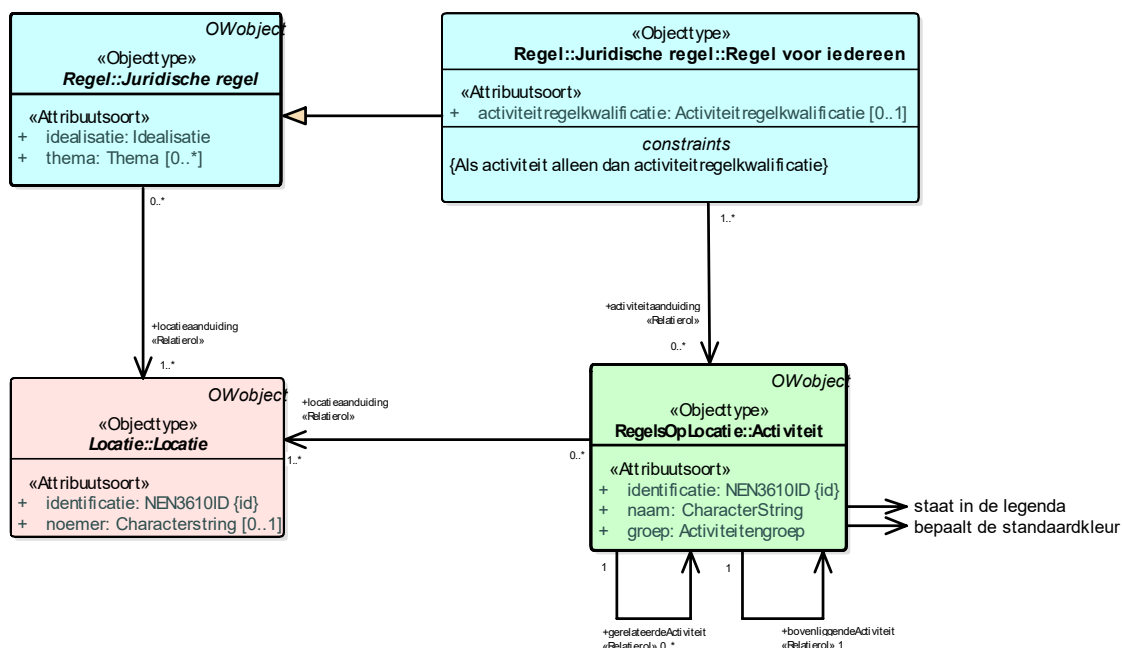 OWobject
«Objecttype»
Regel::Juridische regel
«Attribuutsoort»
+ idealisatie: Idealisatie
+ thema: Thema [0..*]
«Objecttype»
Regel::Juridische regel::Regel voor iedereen
«Attribuutsoort»
+ activiteitregelkwalificatie: Activiteitregelkwalificatie [0..1]
constraints
{Als activiteit alleen dan activiteitregelkwalificatie}
0..*
1..*
+locatieaanduiding
«Relatierol»
1..*
+activiteitaanduiding
«Relatierol»
0..*
OWobject
«Objecttype»
Locatie::Locatie
«Attribuutsoort»
+ identificatie: NEN3610ID {id}
+ noemer: Characterstring [0..1]
+locatieaanduiding
«Relatierol»
1..*
0..*
OWobject
«Objecttype»
RegelsOpLocatie::Activiteit
«Attribuutsoort»
+ identificatie: NEN3610ID {id}
+ naam: CharacterString
+ groep: Activiteitengroep
staat in de legenda
bepaalt de standaardkleur
1
1
+gerelateerdeActiviteit
«Relatierol» 0..*
+bovenliggendeActiviteit
«Relatierol» 1